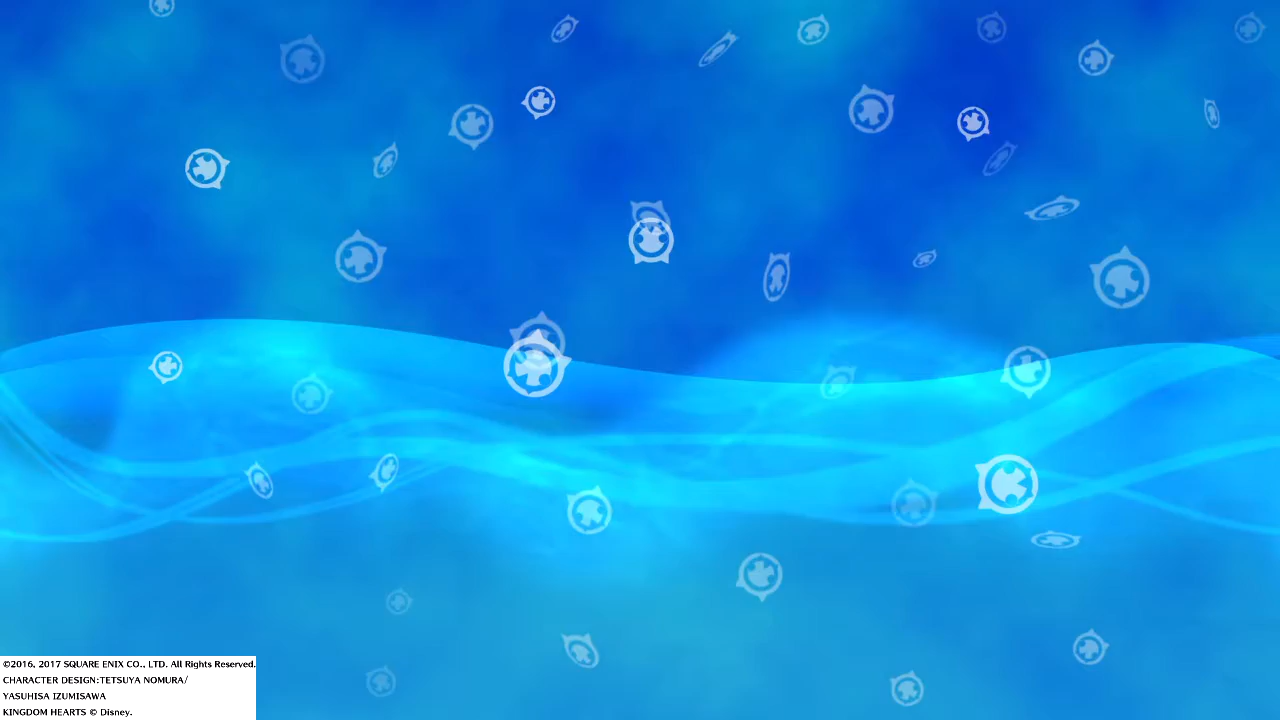 ©2016, 2017 SQUARE ENIX CO., LTD. All Rights Reserved.
CHARACTER DESIGN:TETSUYA NOMURA/
YASUHISA IZUMISAWA
KINGDOM HEARTS © Disney.